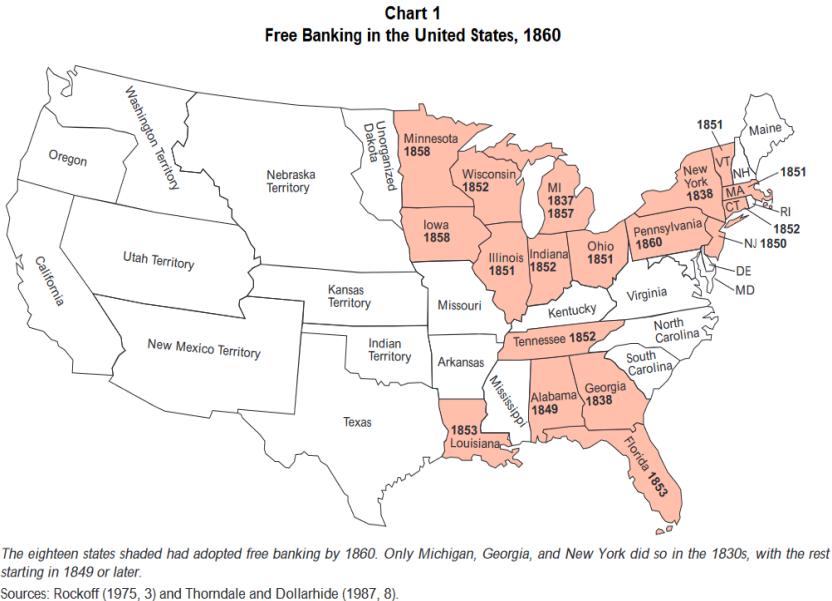 Chart 1
Free Banking in the United States, 1860
Washington Territory
Oregon
California
Nebraska
Territory
Unorganized
Dakota
Utah Territory
New Mexico Territory
Kansas
Territory
Indian
Territory
Texas
Minnesota
1858
Wisconsin
1852
Iowa
1858
MI
1837
1857
Illinois
1851
Indiana
1852
Ohio
1851
Missouri
Arkansas
Kentucky
Tennessee 1852
Mississippi
Alabama
1849
Georgia
1838
1853
Louisiana
Florida 1853
South
Carolina
North
Carolina
Virginia
Pennsylvania
1860
New
York
1838
1851
VT
NH
Maine
MA
1851
CT
RI
1852
NJ 1850
DE
MD
The eighteen states shaded had adopted free banking by 1860. Only Michigan, Georgia, and New York did so in the 1830s, with the rest
starting in 1849 or later.
Sources: Rockoff (1975, 3) and Thorndale and Dollarhide (1987, 8).